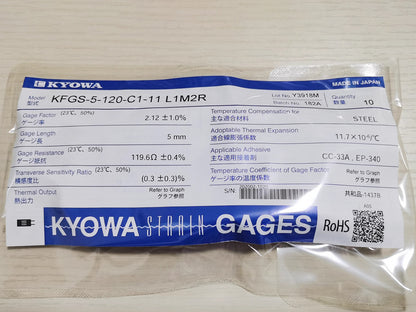 KYOWA
MADE IN JAPAN
Model 型式 KFGS-5-120-C1-11 L1M2R
Lot No. Y3918M
Batch No. 182A
Quantity 数量 10
Gage Factor (23℃, 50%)
ゲージ率 2.12 ±1.0%
Temperature Compensation for
主な適合材料 STEEL
Gage Length
ゲージ長 5 mm
Adoptable Thermal Expansion
適合線膨張係数 11.7×10⁻⁶/℃
Gage Resistance (23℃, 50%)
ゲージ抵抗 119.6Ω ±0.4%
Applicable Adhesive
主な適用接着剤 CC-33A , EP-340
Transverse Sensitivity Ratio (23℃, 50%)
横感度比 (0.3 ±0.3)%
Temperature Coefficient of Gage Factor
ゲージ率の温度係数 Refer to Graph
グラフ参照
Thermal Output
熱出力 Refer to Graph
グラフ参照
S/N:
共和品-1437B
KYOWA STRAIN GAGES
RoHS
A05